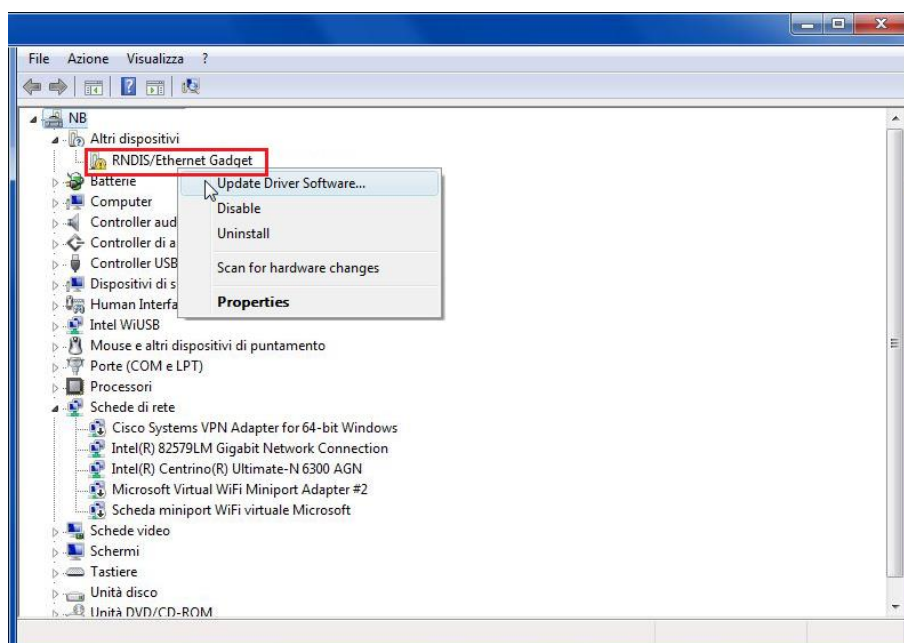 File Azione Visualizza ?
NB
Altri dispositivi
RNDIS/Ethernet Gadget
Batterie
Update Driver Software...
Computer
Disable
Controller aud
Uninstall
Controller di a
Controller USB
Scan for hardware changes
Dispositivi di s
Human Interfa
Properties
Intel WiUSB
Mouse e altri dispositivi di puntamento
Porte (COM e LPT)
Processori
Schede di rete
Cisco Systems VPN Adapter for 64-bit Windows
Intel(R) 82579LM Gigabit Network Connection
Intel(R) Centrino(R) Ultimate-N 6300 AGN
Microsoft Virtual WiFi Miniport Adapter #2
Scheda miniport WiFi virtuale Microsoft
Schede video
Schermi
Tastiere
Unità disco
Unità DVD/CD-ROM